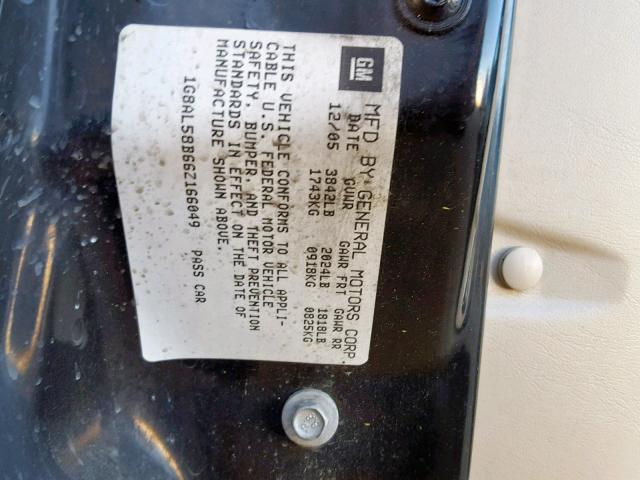 GM
MFD BY GENERAL MOTORS CORP.
DATE GVWR GAWR FRT GAWR RR
12/05 3842LB 2024LB 1818LB
1743KG 0918KG 0825KG
THIS VEHICLE CONFORMS TO ALL APPLI-
CABLE U.S. FEDERAL MOTOR VEHICLE
SAFETY, BUMPER, AND THEFT PREVENTION
STANDARDS IN EFFECT ON THE DATE OF
MANUFACTURE SHOWN ABOVE.
1G8AL58B66Z166049 PASS CAR